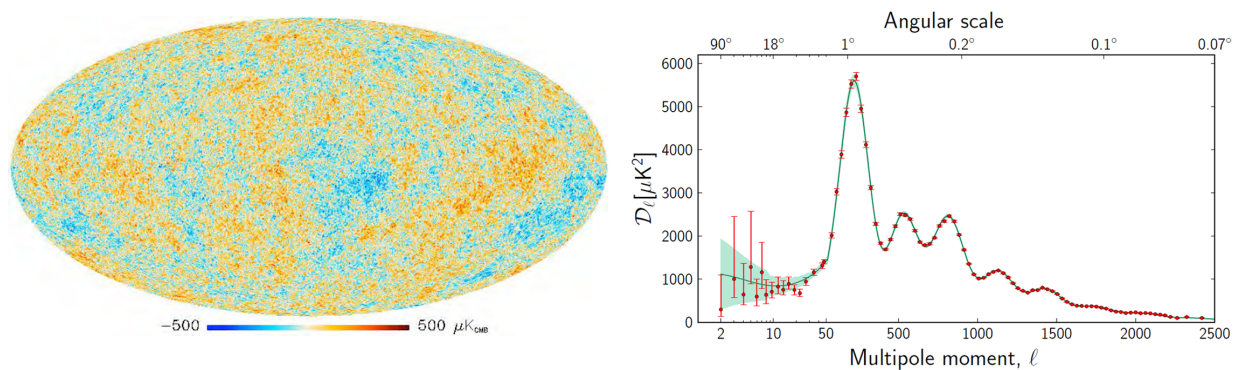 −500 500 μK_CMB
Angular scale
90° 18° 1° 0.2° 0.1° 0.07°
6000
5000
4000
3000
2000
1000
0
𝒟_ℓ[μK²]
2 10 50 500 1000 1500 2000 2500
Multipole moment, ℓ